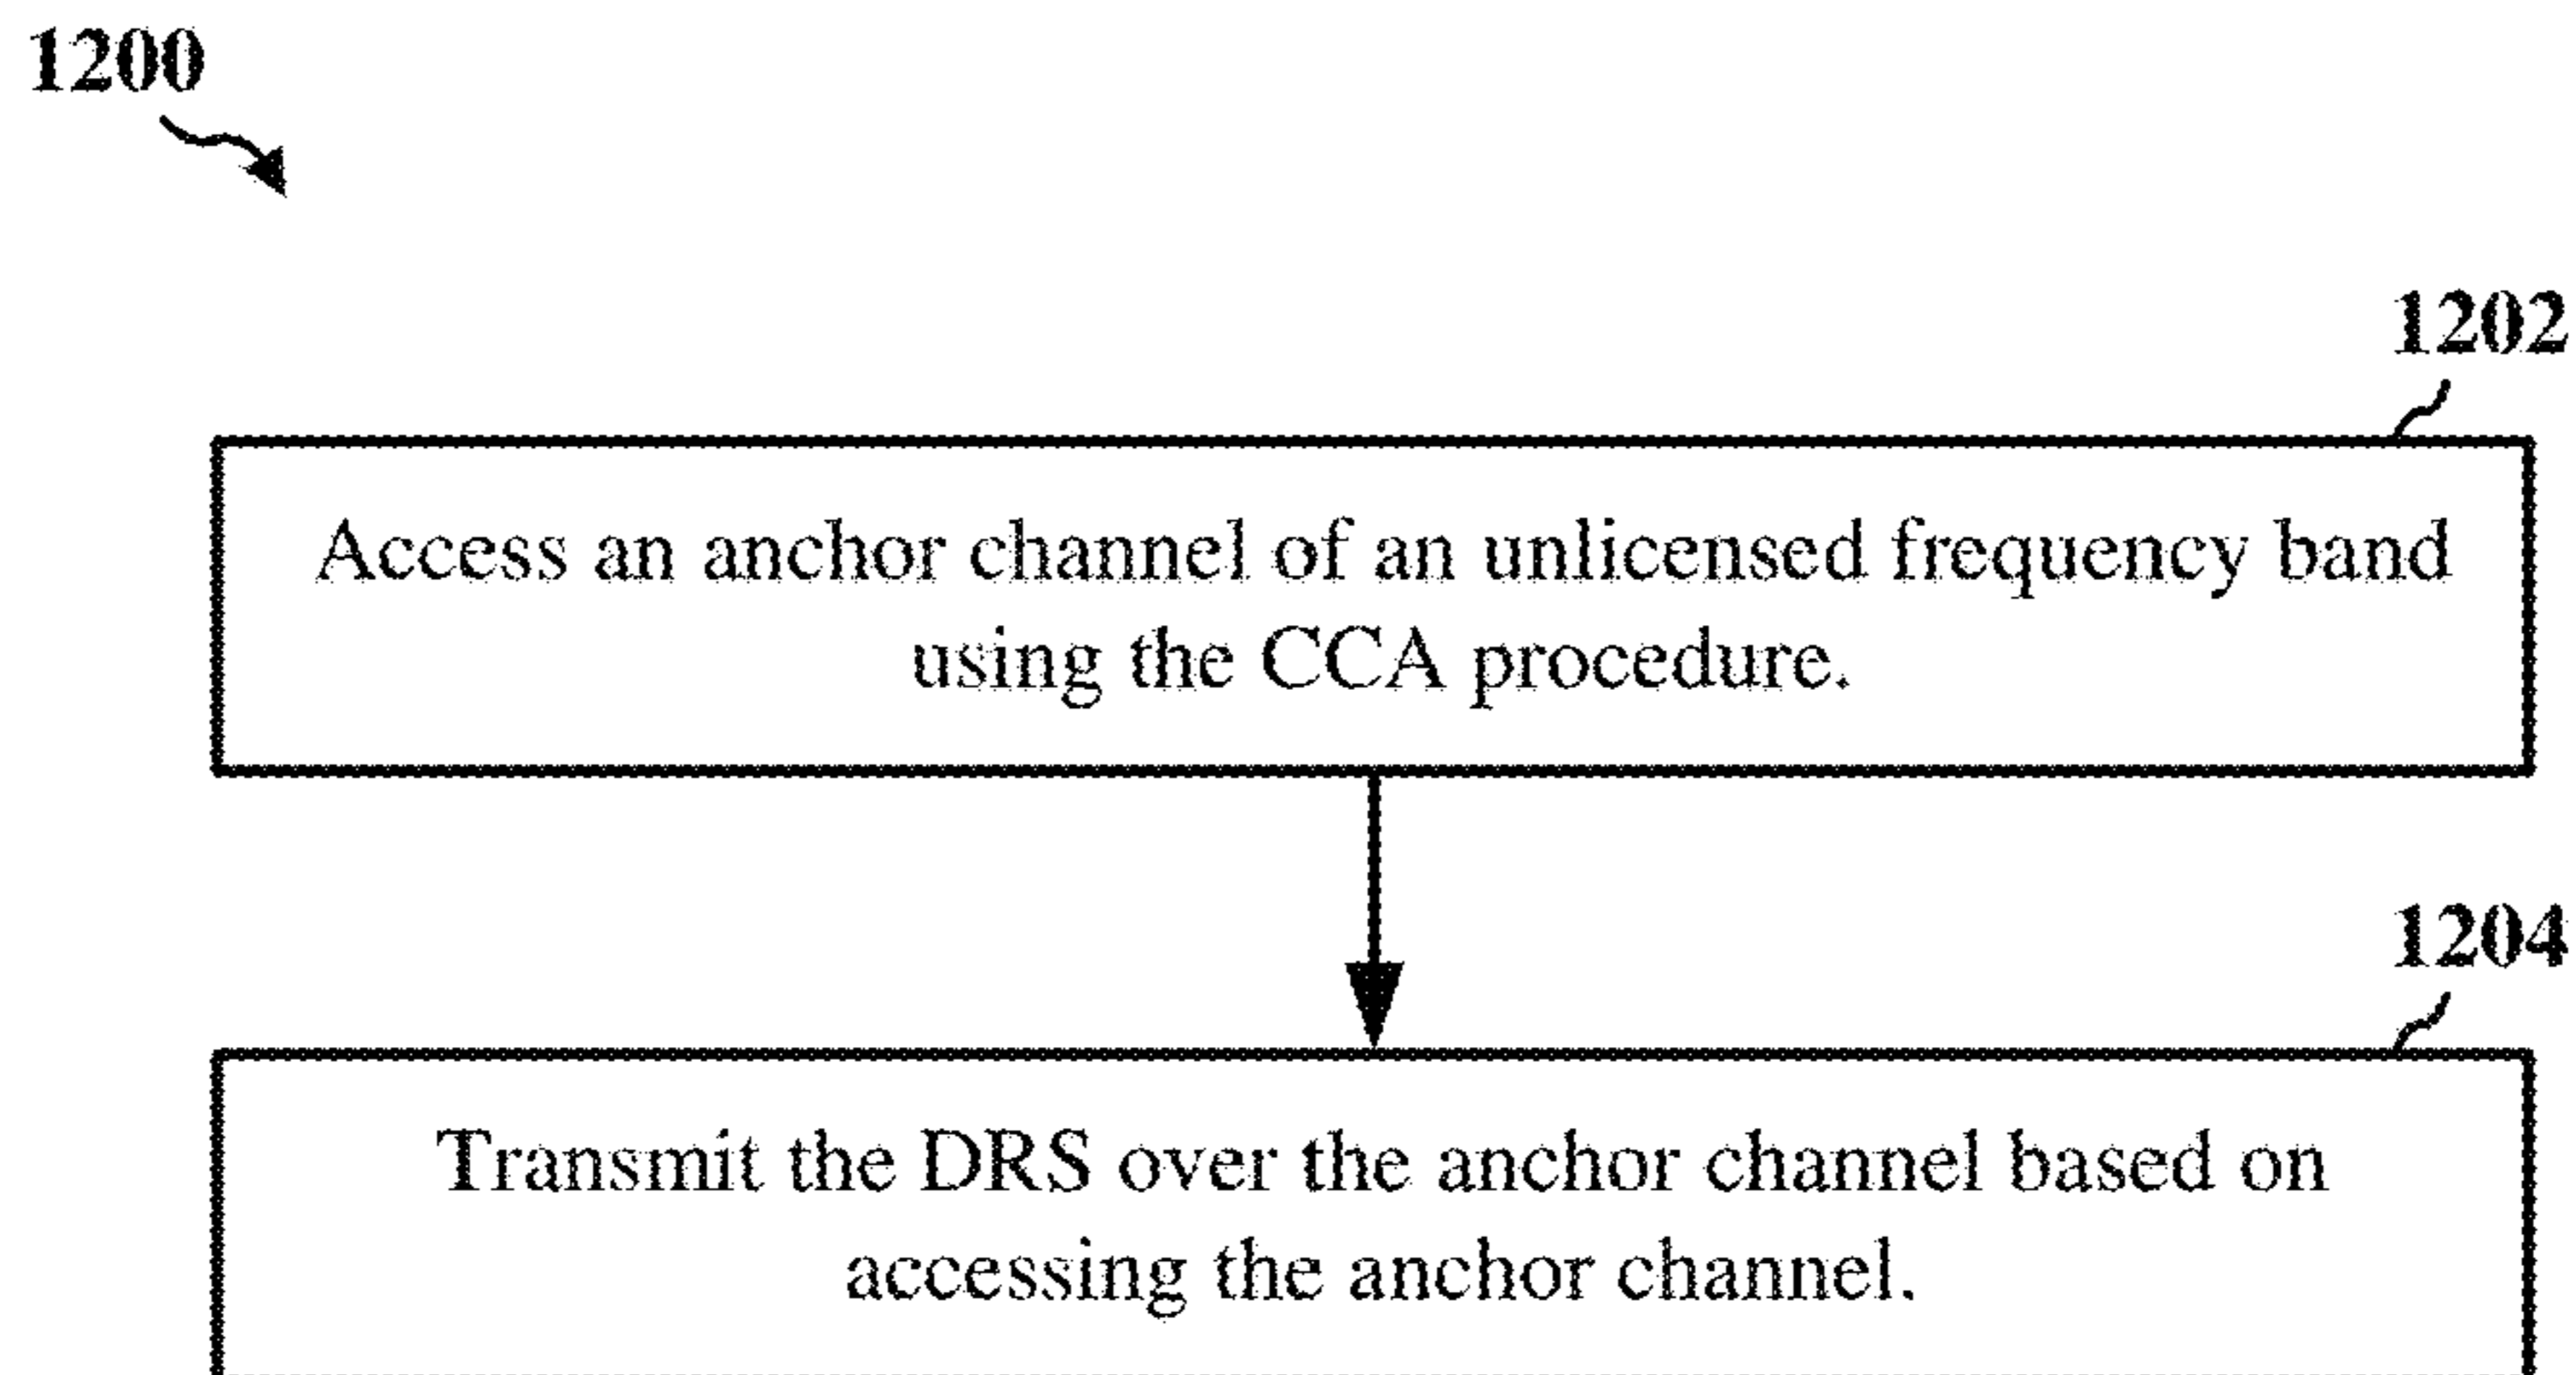 1200
1202
Access an anchor channel of an unlicensed frequency band
using the CCA procedure.
1204
Transmit the DRS over the anchor channel based on
accessing the anchor channel.